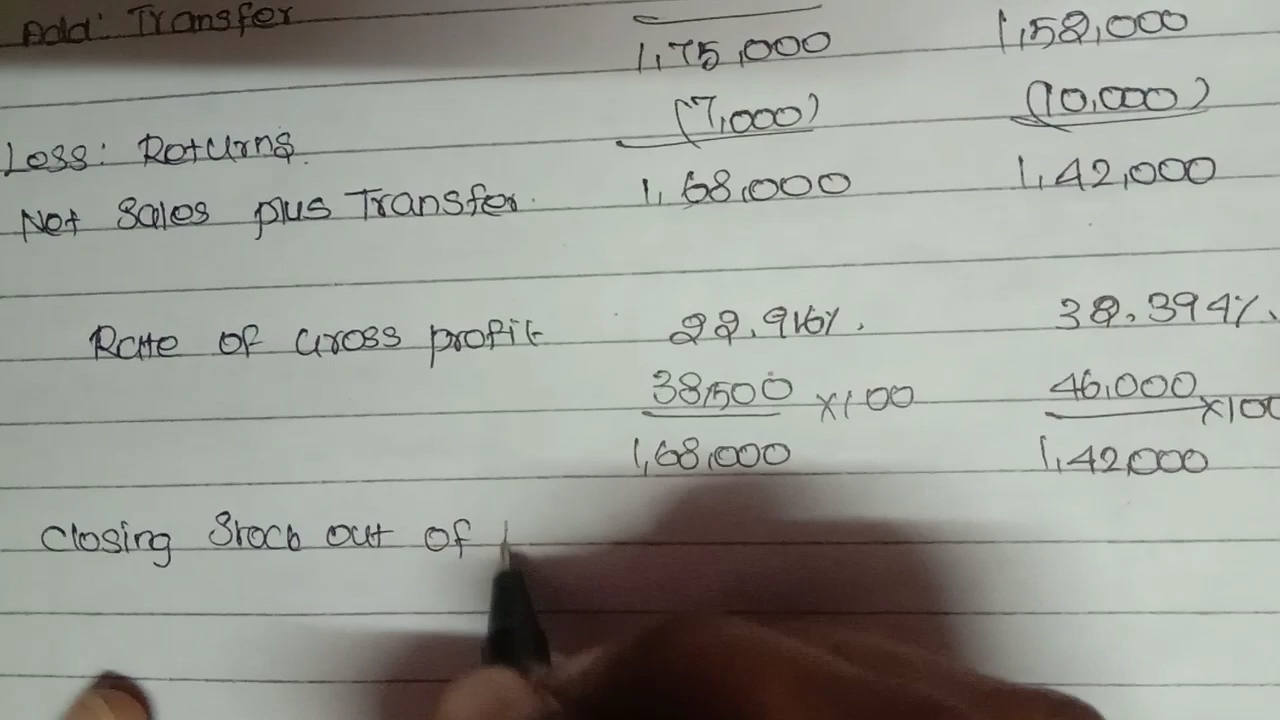 Add: Transfer
1,75,000 1,52,000
Less: Returns. (7,000) (10,000)
Net Sales plus Transfer. 1,68,000 1,42,000
Rate of Gross profit 22.916%. 32.394%.
38,500 ×100 46,000 ×100
1,68,000 1,42,000
Closing Stock out of